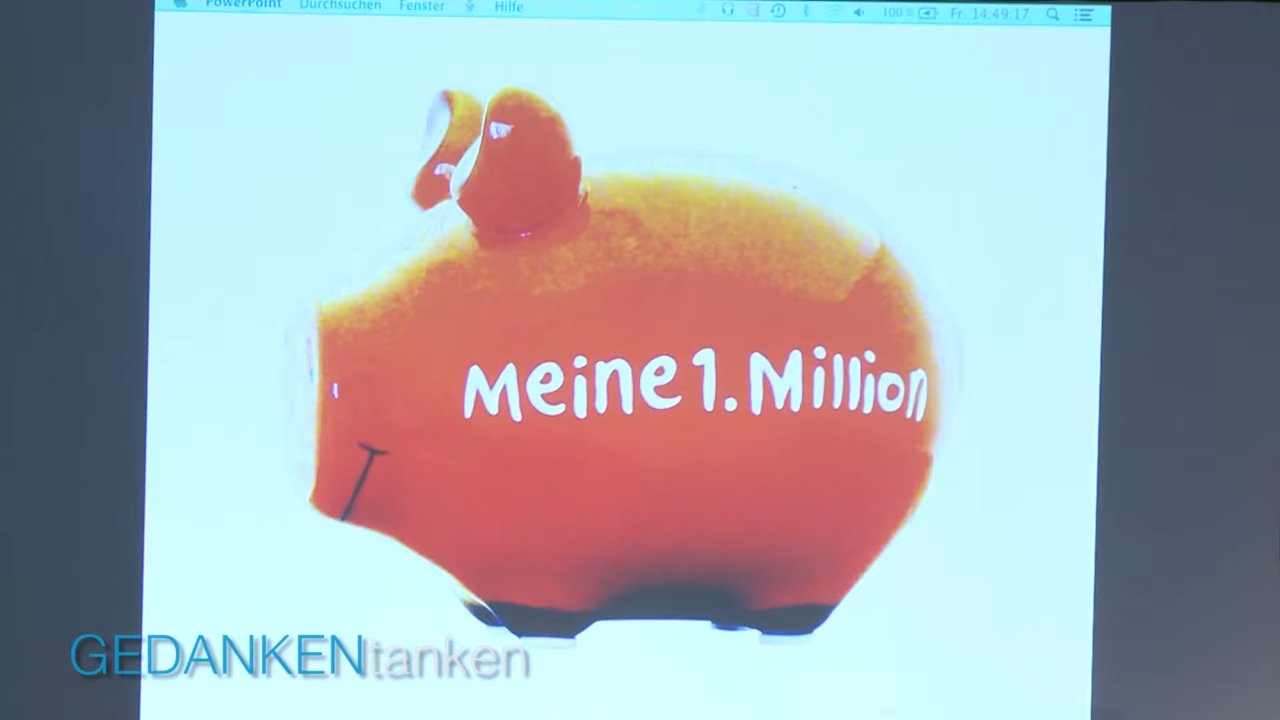 PowerPoint Durchsuchen Fenster Hilfe 100 % Fr. 14:49:17
Meine 1. Million
GEDANKENtanken